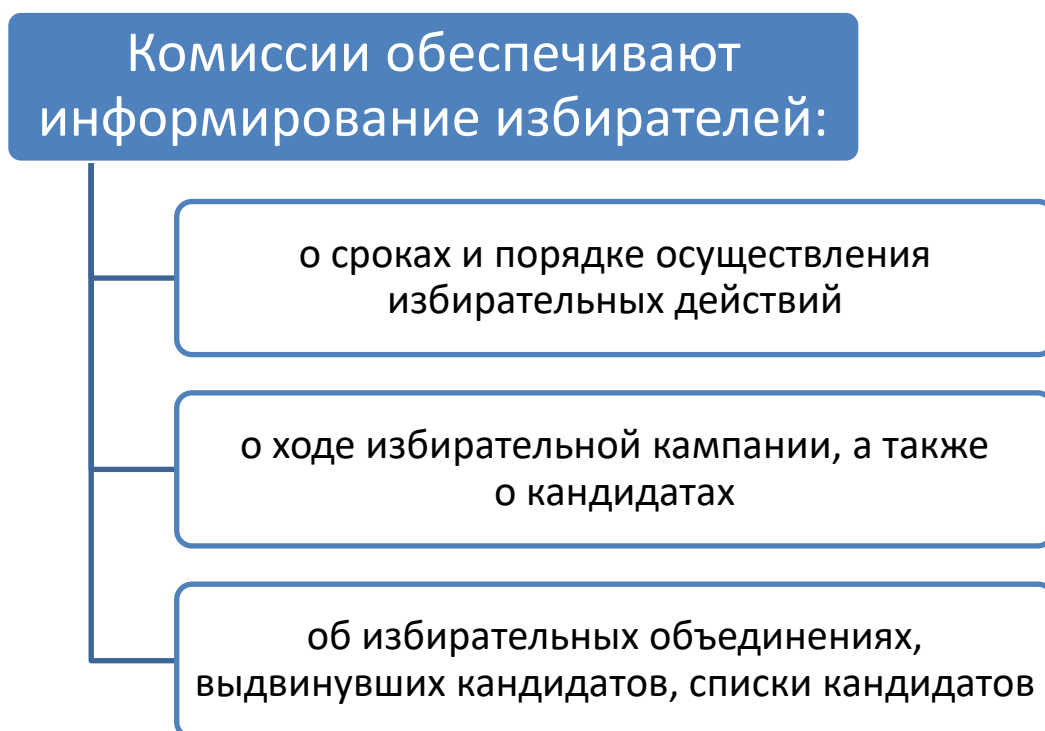 Комиссии обеспечивают
информирование избирателей:
о сроках и порядке осуществления
избирательных действий
о ходе избирательной кампании, а также
о кандидатах
об избирательных объединениях,
выдвинувших кандидатов, списки кандидатов